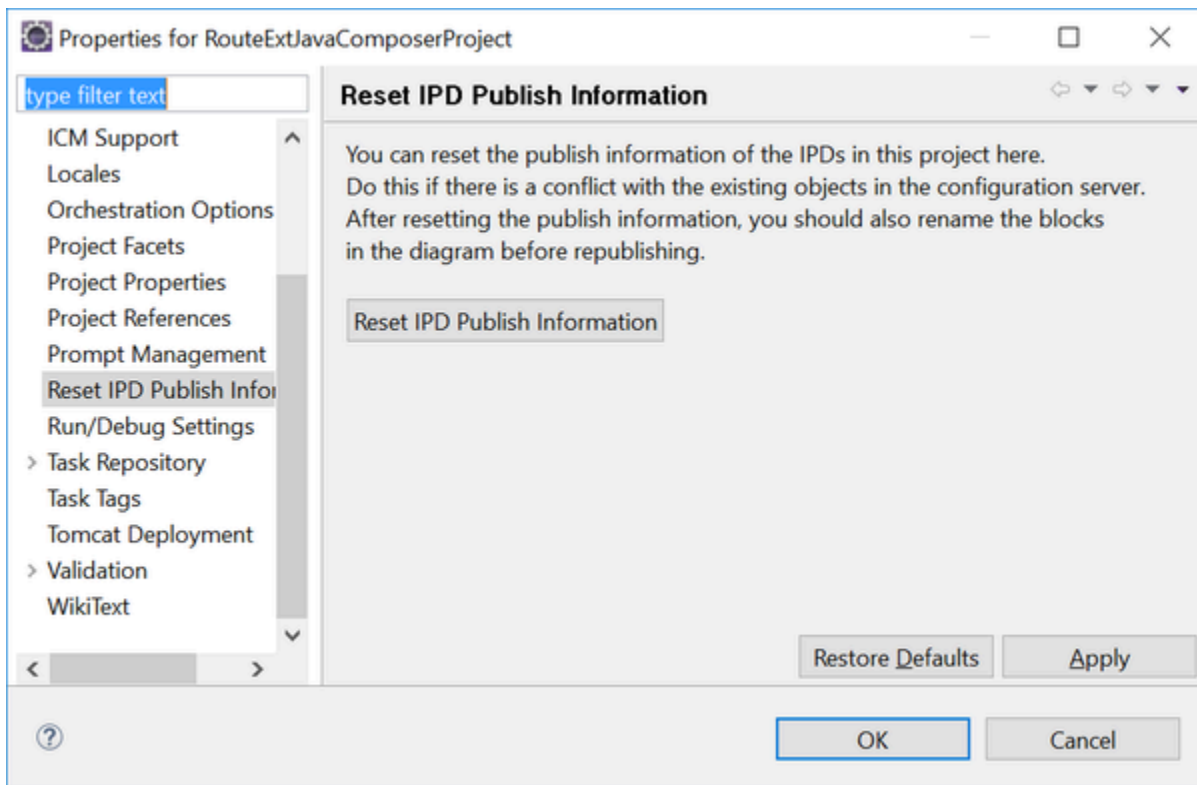 Properties for RouteExtJavaComposerProject
type filter text
ICM Support
Locales
Orchestration Options
Project Facets
Project Properties
Project References
Prompt Management
Reset IPD Publish Infor
Run/Debug Settings
Task Repository
Task Tags
Tomcat Deployment
Validation
WikiText
Reset IPD Publish Information
You can reset the publish information of the IPDs in this project here.
Do this if there is a conflict with the existing objects in the configuration server.
After resetting the publish information, you should also rename the blocks
in the diagram before republishing.
Reset IPD Publish Information
Restore Defaults
Apply
OK
Cancel